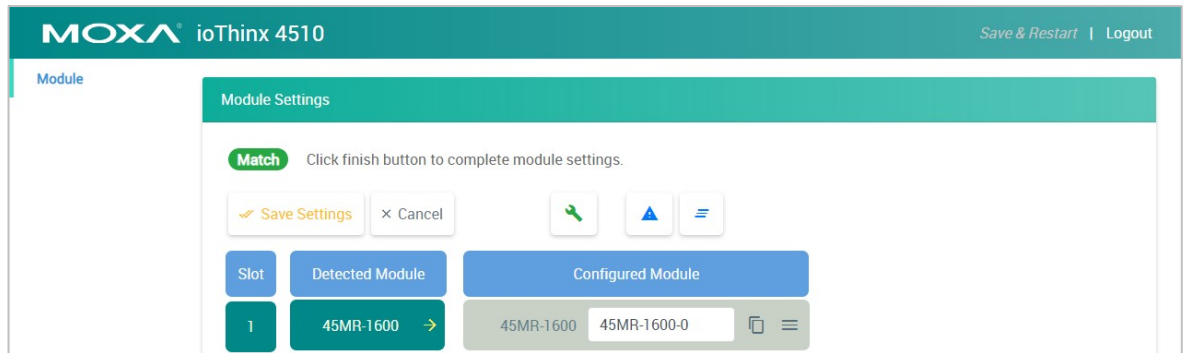 MOXA® ioThinx 4510 Save & Restart | Logout
Module
Module Settings
Match Click finish button to complete module settings.
Save Settings × Cancel
Slot Detected Module Configured Module
1 45MR-1600 → 45MR-1600 45MR-1600-0